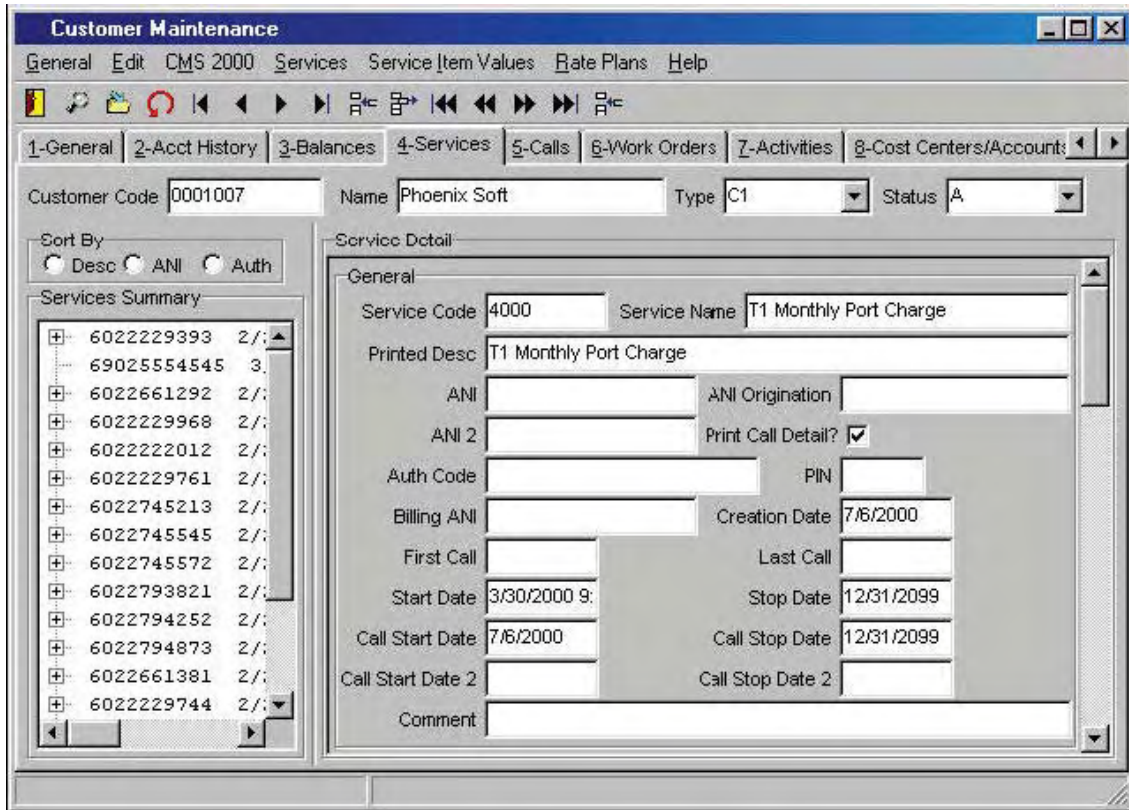 Customer Maintenance
General Edit CMS 2000 Services Service Item Values Rate Plans Help
1-General 2-Acct History 3-Balances 4-Services 5-Calls 6-Work Orders 7-Activities 8-Cost Centers/Accounts
Customer Code 0001007 Name Phoenix Soft Type C1 Status A
Sort By
Desc ANI Auth
Services Summary
6022229393 2/
69025554545 3
6022661292 2/
6022229968 2/
6022222012 2/
6022229761 2/
6022745213 2/
6022745545 2/
6022745572 2/
6022793821 2/
6022794252 2/
6022794873 2/
6022661381 2/
6022229744 2/
Service Detail
General
Service Code 4000 Service Name T1 Monthly Port Charge
Printed Desc T1 Monthly Port Charge
ANI ANI Origination
ANI 2 Print Call Detail?
Auth Code PIN
Billing ANI Creation Date 7/6/2000
First Call Last Call
Start Date 3/30/2000 9: Stop Date 12/31/2099
Call Start Date 7/6/2000 Call Stop Date 12/31/2099
Call Start Date 2 Call Stop Date 2
Comment